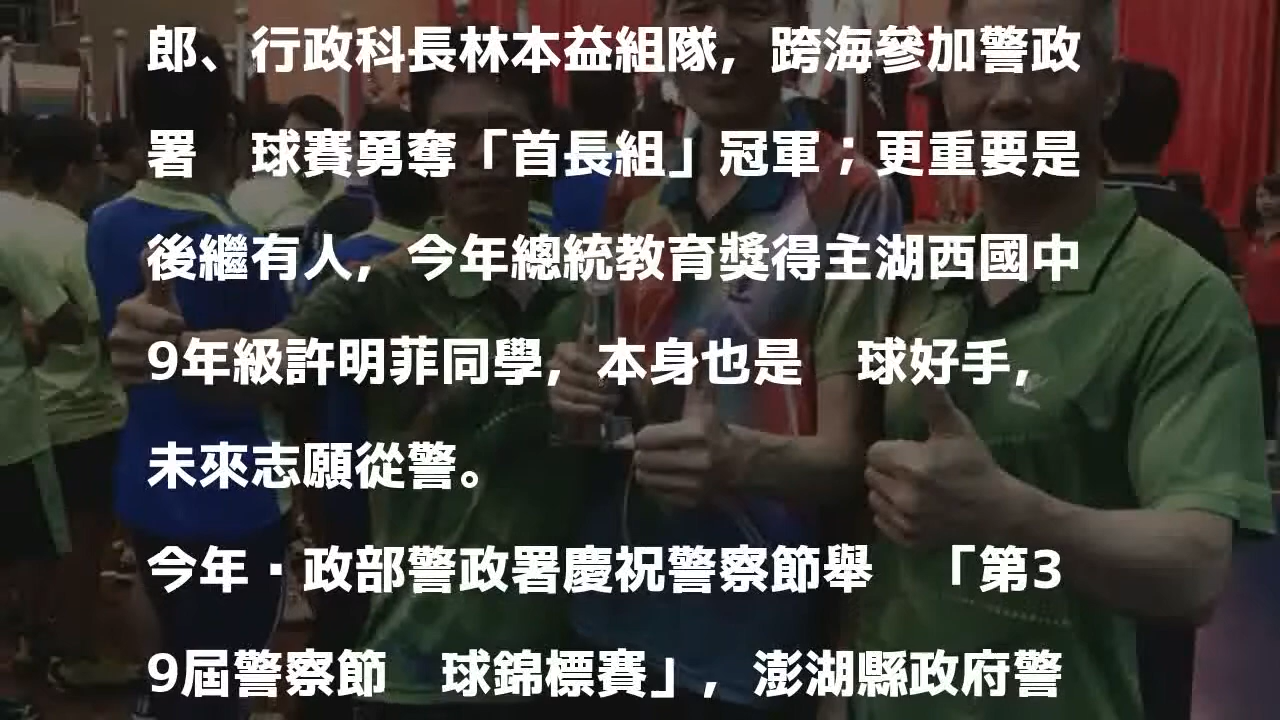 郎、行政科長林本益組隊，跨海參加警政
署　球賽勇奪「首長組」冠軍；更重要是
後繼有人，今年總統教育獎得主湖西國中
9年級許明菲同學，本身也是　球好手，
未來志願從警。
今年·政部警政署慶祝警察節舉　「第3
9屆警察節　球錦標賽」，澎湖縣政府警